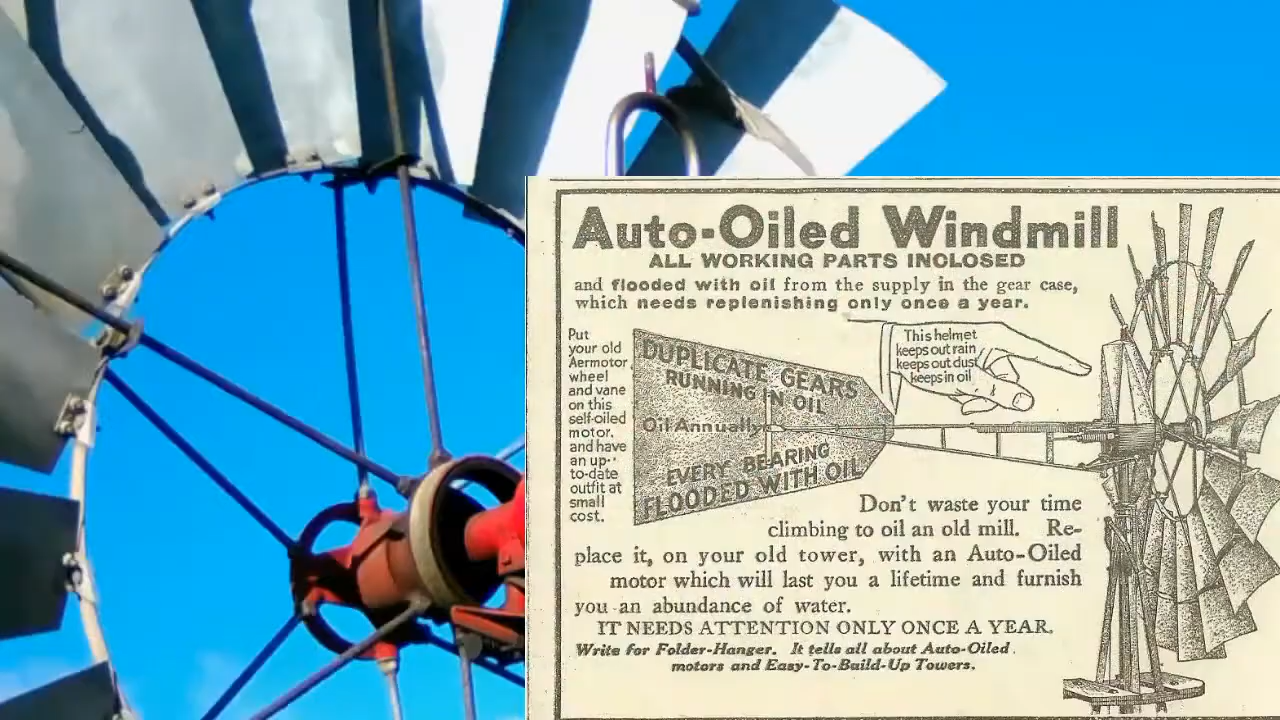 Auto-Oiled Windmill
ALL WORKING PARTS INCLOSED
and flooded with oil from the supply in the gear case,
which needs replenishing only once a year.
Put
your old
Aermotor
wheel
and vane
on this
self-oiled
motor.
and have
an up-
to-date
outfit at
small
cost.
DUPLICATE GEARS
RUNNING IN OIL
Oil Annually
EVERY BEARING
FLOODED WITH OIL
This helmet
keeps out rain
keeps out dust
keeps in oil
Don't waste your time
climbing to oil an old mill. Re-
place it, on your old tower, with an Auto-Oiled
motor which will last you a lifetime and furnish
you an abundance of water.
IT NEEDS ATTENTION ONLY ONCE A YEAR.
Write for Folder-Hanger. It tells all about Auto-Oiled
motors and Easy-To-Build-Up Towers.